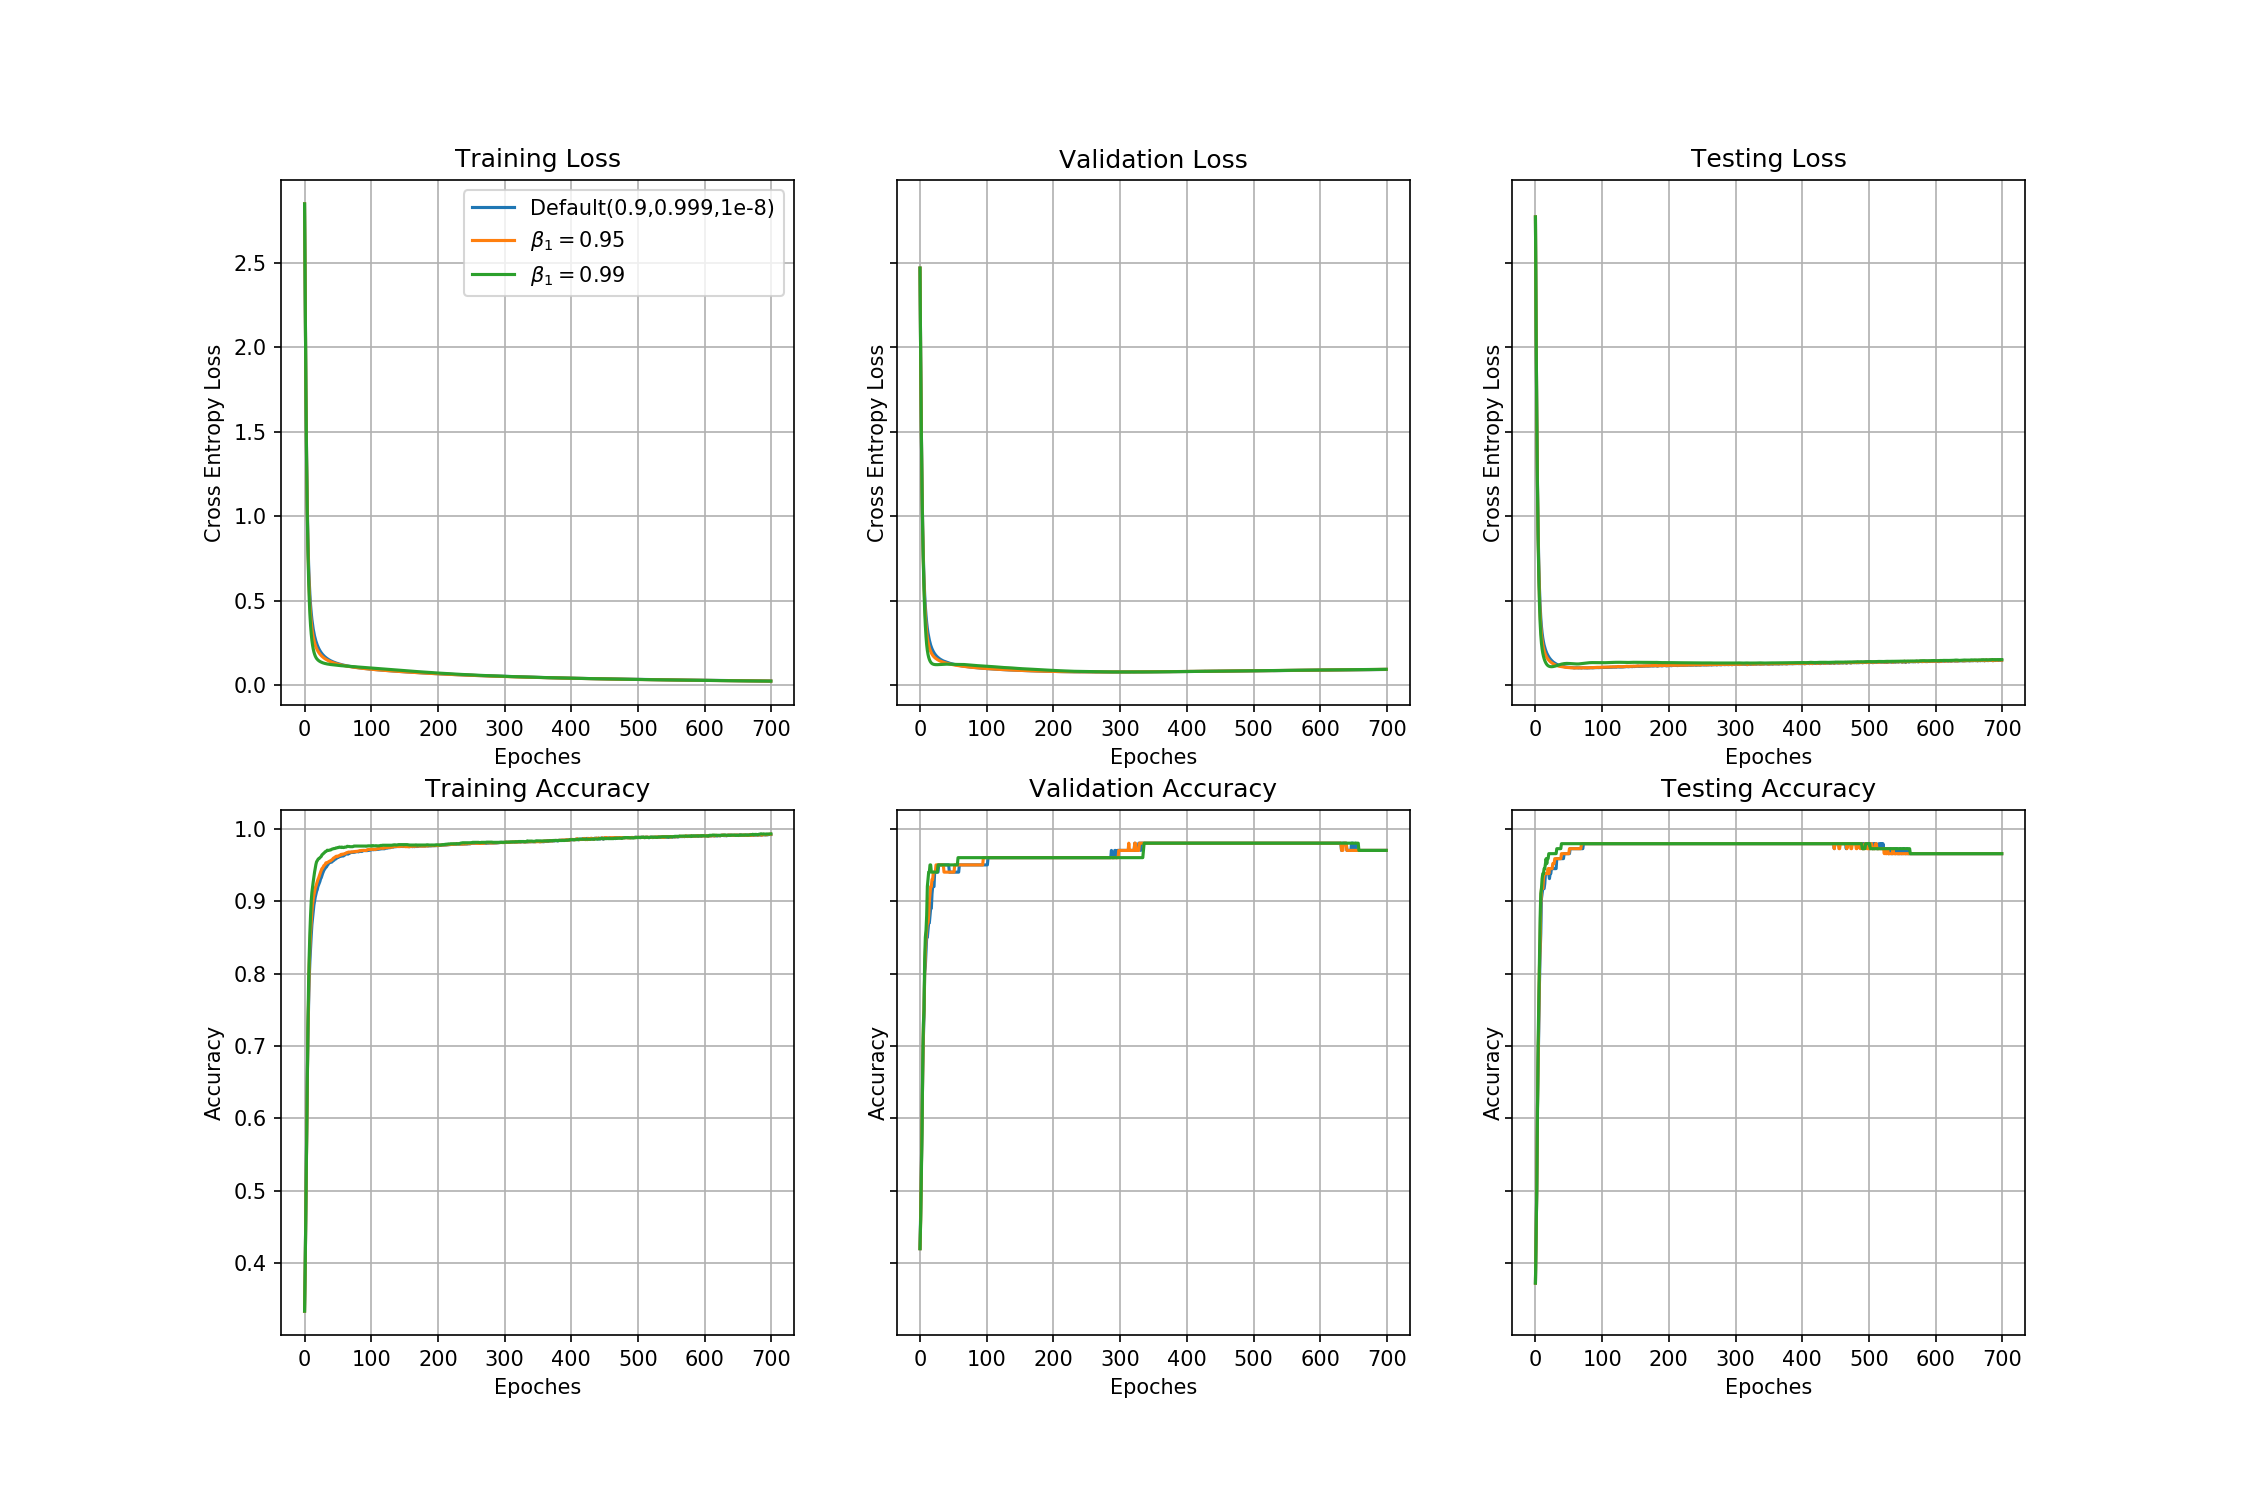 Training Loss
Validation Loss
Testing Loss
Default(0.9,0.999,1e-8)
β₁ = 0.95
β₁ = 0.99
Cross Entropy Loss
2.5
2.0
1.5
1.0
0.5
0.0
0 100 200 300 400 500 600 700
Epoches
Cross Entropy Loss
0 100 200 300 400 500 600 700
Epoches
Cross Entropy Loss
0 100 200 300 400 500 600 700
Epoches
Training Accuracy
Validation Accuracy
Testing Accuracy
Accuracy
1.0
0.9
0.8
0.7
0.6
0.5
0.4
0 100 200 300 400 500 600 700
Epoches
Accuracy
0 100 200 300 400 500 600 700
Epoches
Accuracy
0 100 200 300 400 500 600 700
Epoches